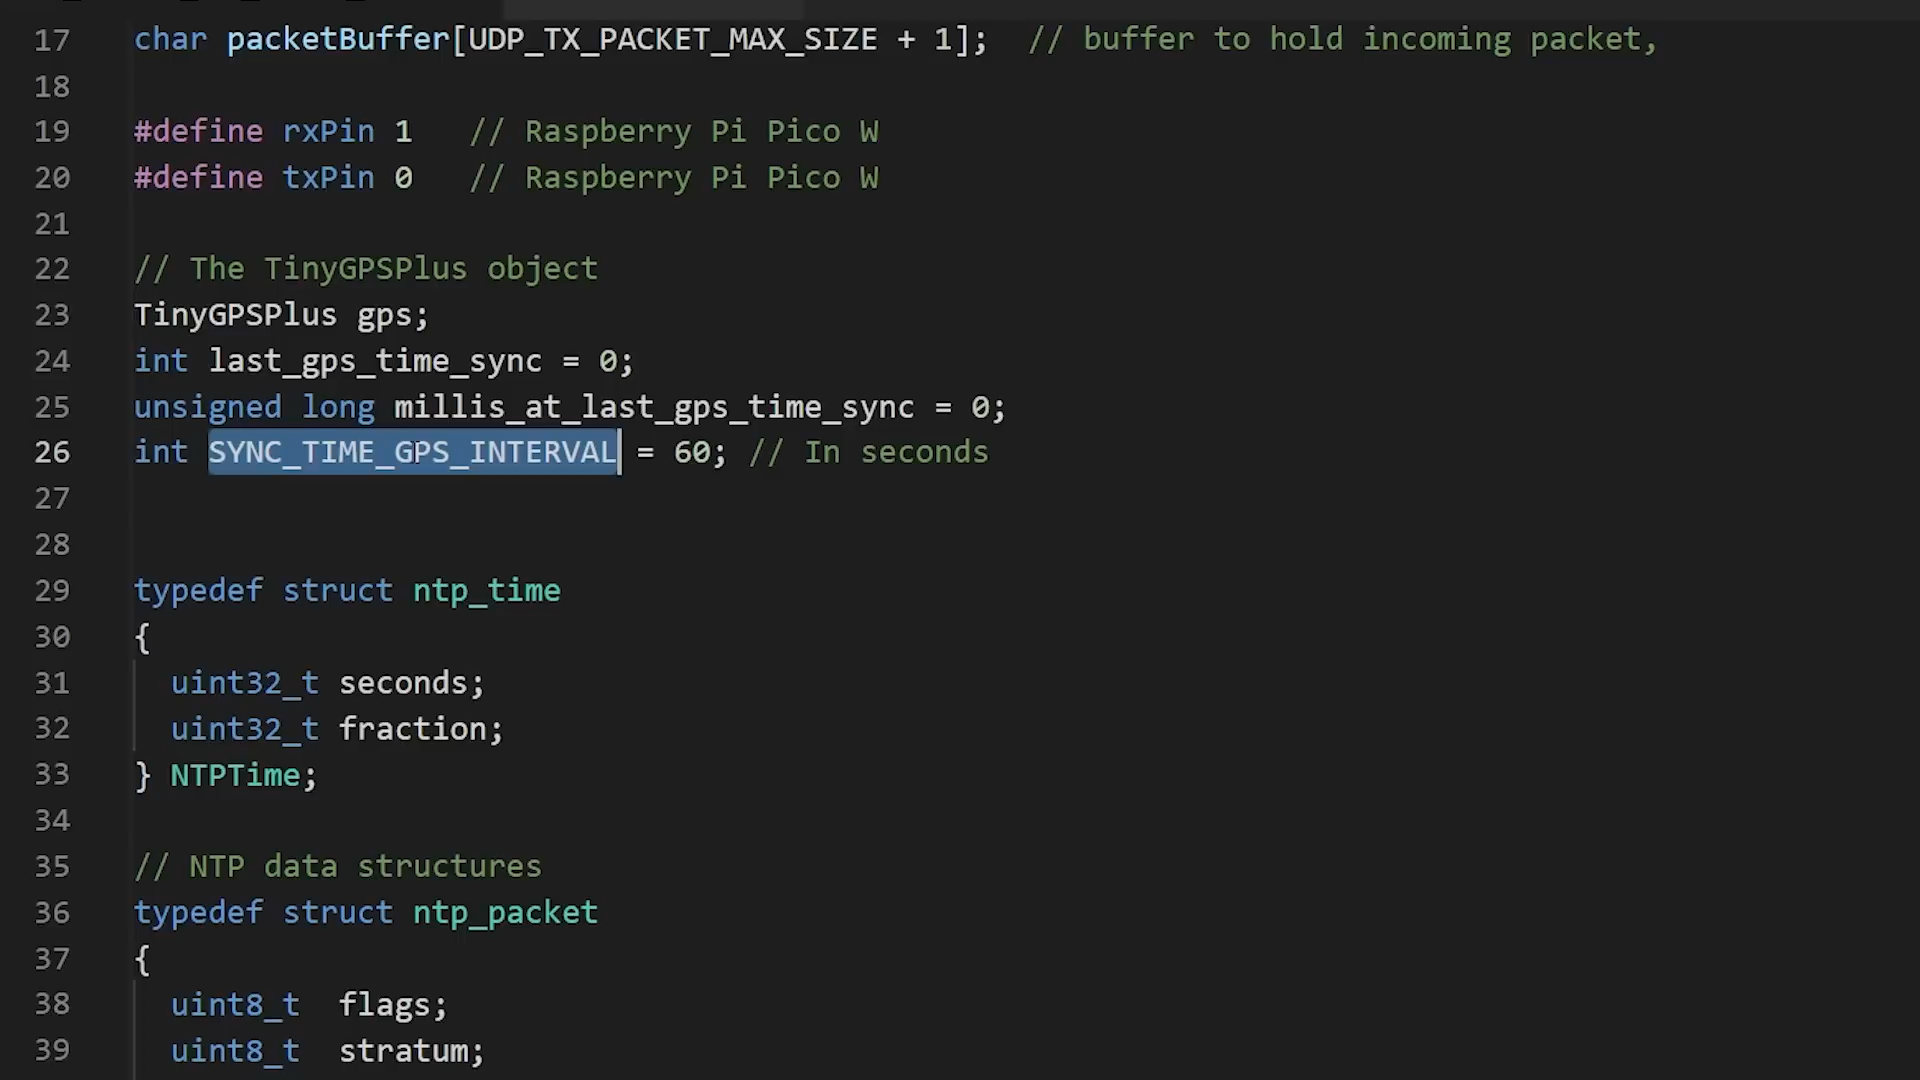 17 char packetBuffer[UDP_TX_PACKET_MAX_SIZE + 1];  // buffer to hold incoming packet,
18
19 #define rxPin 1   // Raspberry Pi Pico W
20 #define txPin 0   // Raspberry Pi Pico W
21
22 // The TinyGPSPlus object
23 TinyGPSPlus gps;
24 int last_gps_time_sync = 0;
25 unsigned long millis_at_last_gps_time_sync = 0;
26 int SYNC_TIME_GPS_INTERVAL = 60; // In seconds
27
28
29 typedef struct ntp_time
30 {
31   uint32_t seconds;
32   uint32_t fraction;
33 } NTPTime;
34
35 // NTP data structures
36 typedef struct ntp_packet
37 {
38   uint8_t  flags;
39   uint8_t  stratum;